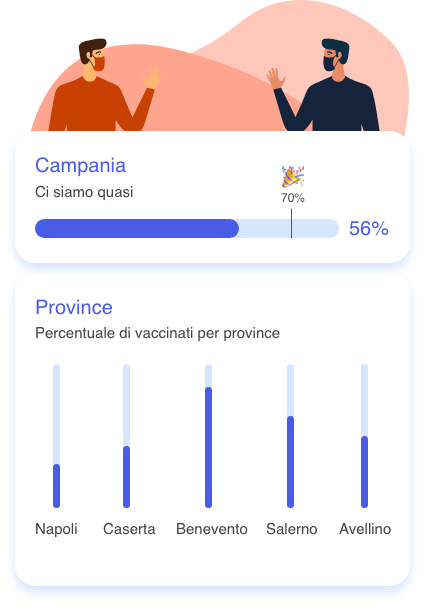 Campania
Ci siamo quasi
70%
56%
Province
Percentuale di vaccinati per province
Napoli Caserta Benevento Salerno Avellino